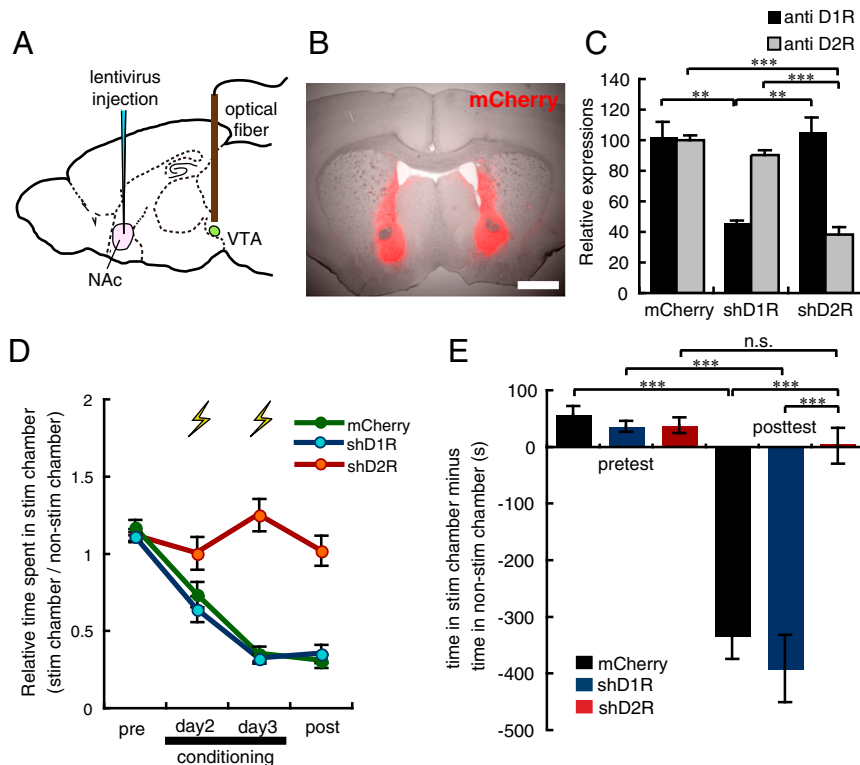 A
lentivirus
injection
optical
fiber
VTA
NAc
B
mCherry
C
anti D1R
anti D2R
***
***
**
**
Relative expressions
140
120
100
80
60
40
20
0
mCherry
shD1R
shD2R
D
Relative time spent in stim chamber
(stim chamber / non-stim chamber)
2
1.5
1
0.5
0
mCherry
shD1R
shD2R
pre
day2
day3
post
conditioning
E
n.s.
***
***
***
***
time in stim chamber minus
time in non-stim chamber (s)
100
0
-100
-200
-300
-400
-500
pretest
posttest
mCherry
shD1R
shD2R